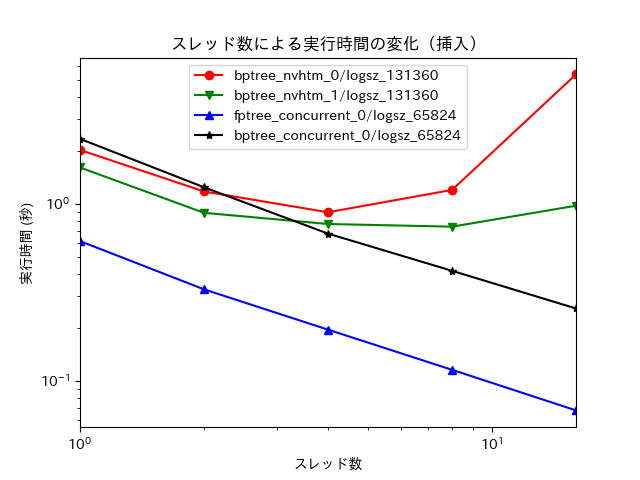 スレッド数による実行時間の変化（挿入）
bptree_nvhtm_0/logsz_131360
bptree_nvhtm_1/logsz_131360
fptree_concurrent_0/logsz_65824
bptree_concurrent_0/logsz_65824
実行時間 (秒)
10⁰
10⁻¹
10⁰ 10¹
スレッド数